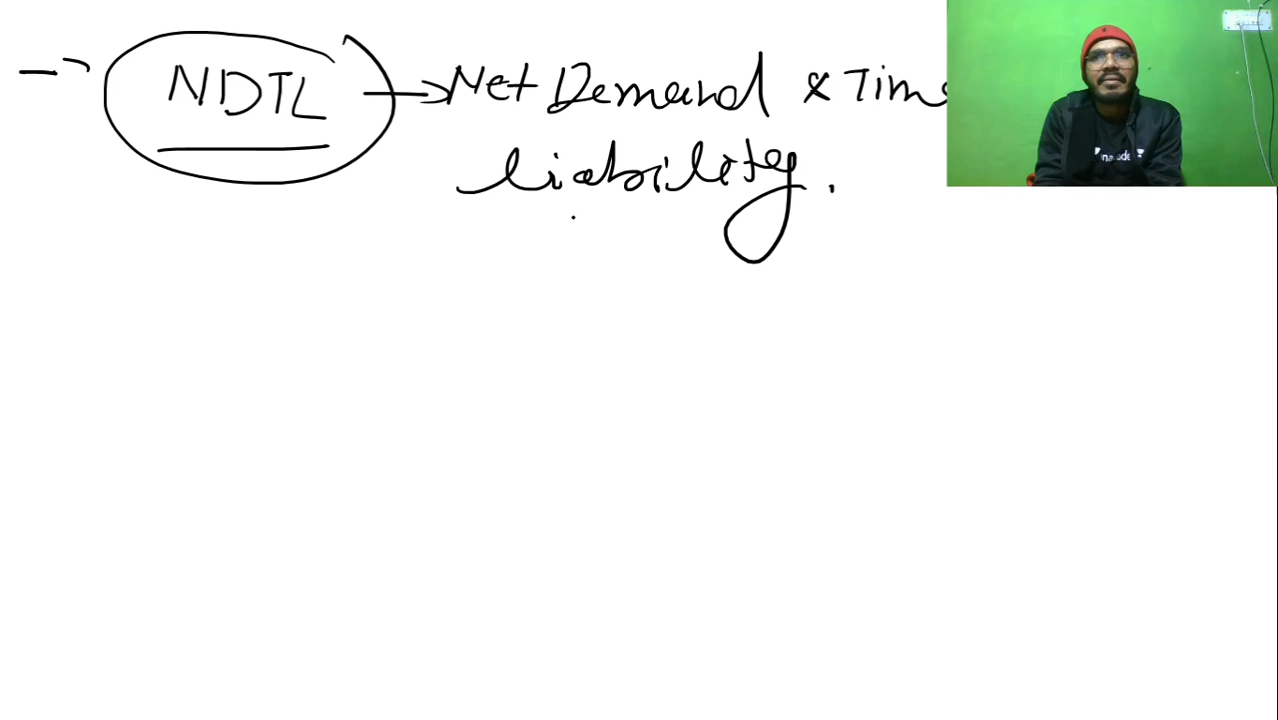 NDTL → Net Demand & Time
liability.